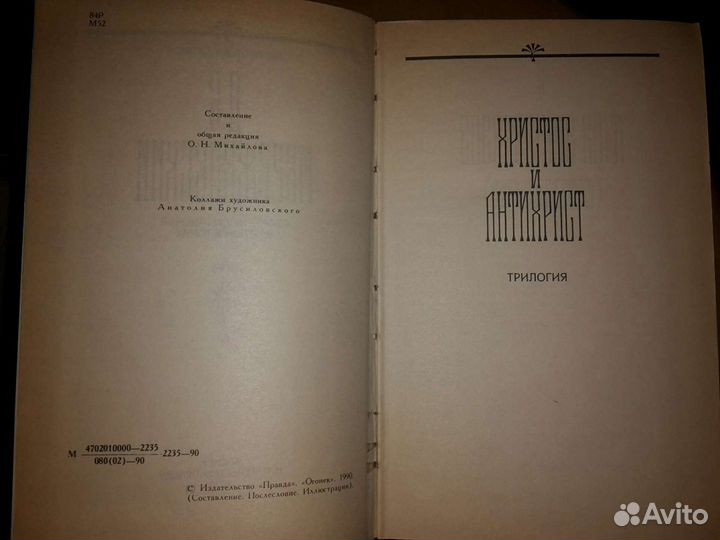 84Р
М52
Составление
и
общая редакция
О. Н. Михайлова
Коллажи художника
Анатолия Брусиловского
М 4702010000—2235 2235—90
080(02)—90
© Издательство «Правда», «Огонек», 1990.
(Составление. Послесловие. Иллюстрации).
ХРИСТОС
И
АНТИХРИСТ
ТРИЛОГИЯ
Avito